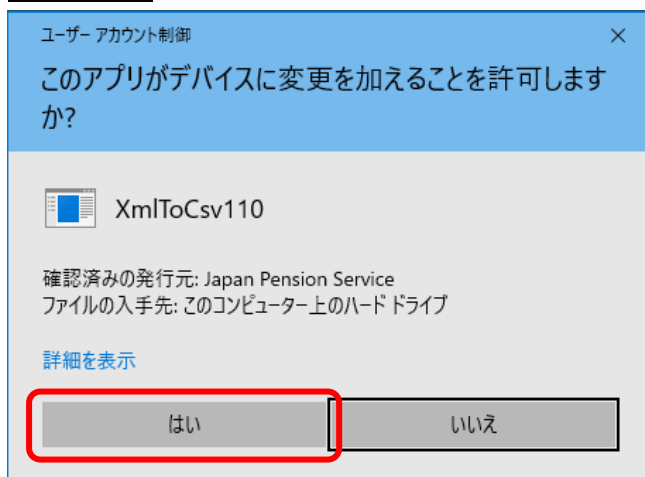 ユーザー アカウント制御
このアプリがデバイスに変更を加えることを許可します
か?
XmlToCsv110
確認済みの発行元: Japan Pension Service
ファイルの入手先: このコンピューター上のハード ドライブ
詳細を表示
はい
いいえ